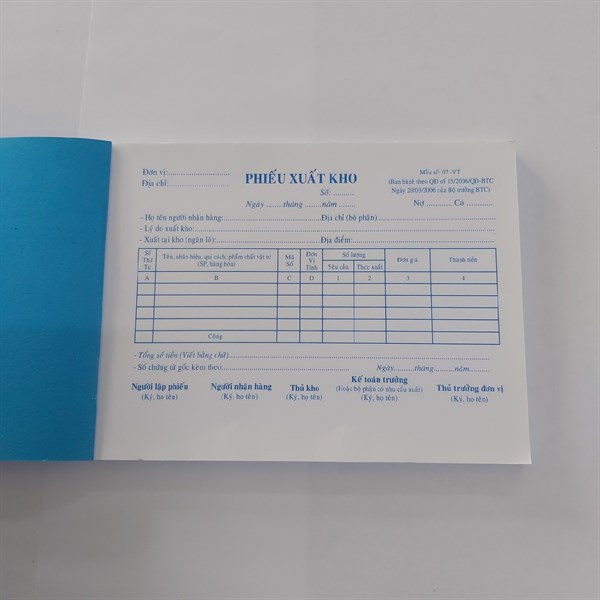 Đơn vị:..............................
PHIẾU XUẤT KHO
Địa chỉ:............................
Số: ..........
Ngày ....... tháng ....... năm ........
Mẫu số: 03 -VT
(Ban hành theo QĐ số 15/2006/QĐ-BTC
Ngày 20/03/2006 của Bộ trưởng BTC)
Nợ ............ Có .............
- Họ tên người nhận hàng:.................... Địa chỉ (bộ phận)....................
- Lý do xuất kho:....................
- Xuất tại kho (ngăn lô):.................... Địa điểm:....................
Số Thứ Tự
Tên, nhãn hiệu, qui cách, phẩm chất vật tư (SP, hàng hóa)
Mã Số
Đơn Vị Tính
Số lượng
Yêu cầu
Thực xuất
Đơn giá
Thành tiền
A B C D 1 2 3 4
Cộng
- Tổng số tiền (Viết bằng chữ)....................
- Số chứng từ gốc kèm theo:.................... Ngày........tháng........năm........
Người lập phiếu
(Ký, họ tên)
Người nhận hàng
(Ký, họ tên)
Thủ kho
(Ký, họ tên)
Kế toán trưởng
(Hoặc bộ phận có nhu cầu xuất)
(Ký, họ tên)
Thủ trưởng đơn vị
(Ký, họ tên)